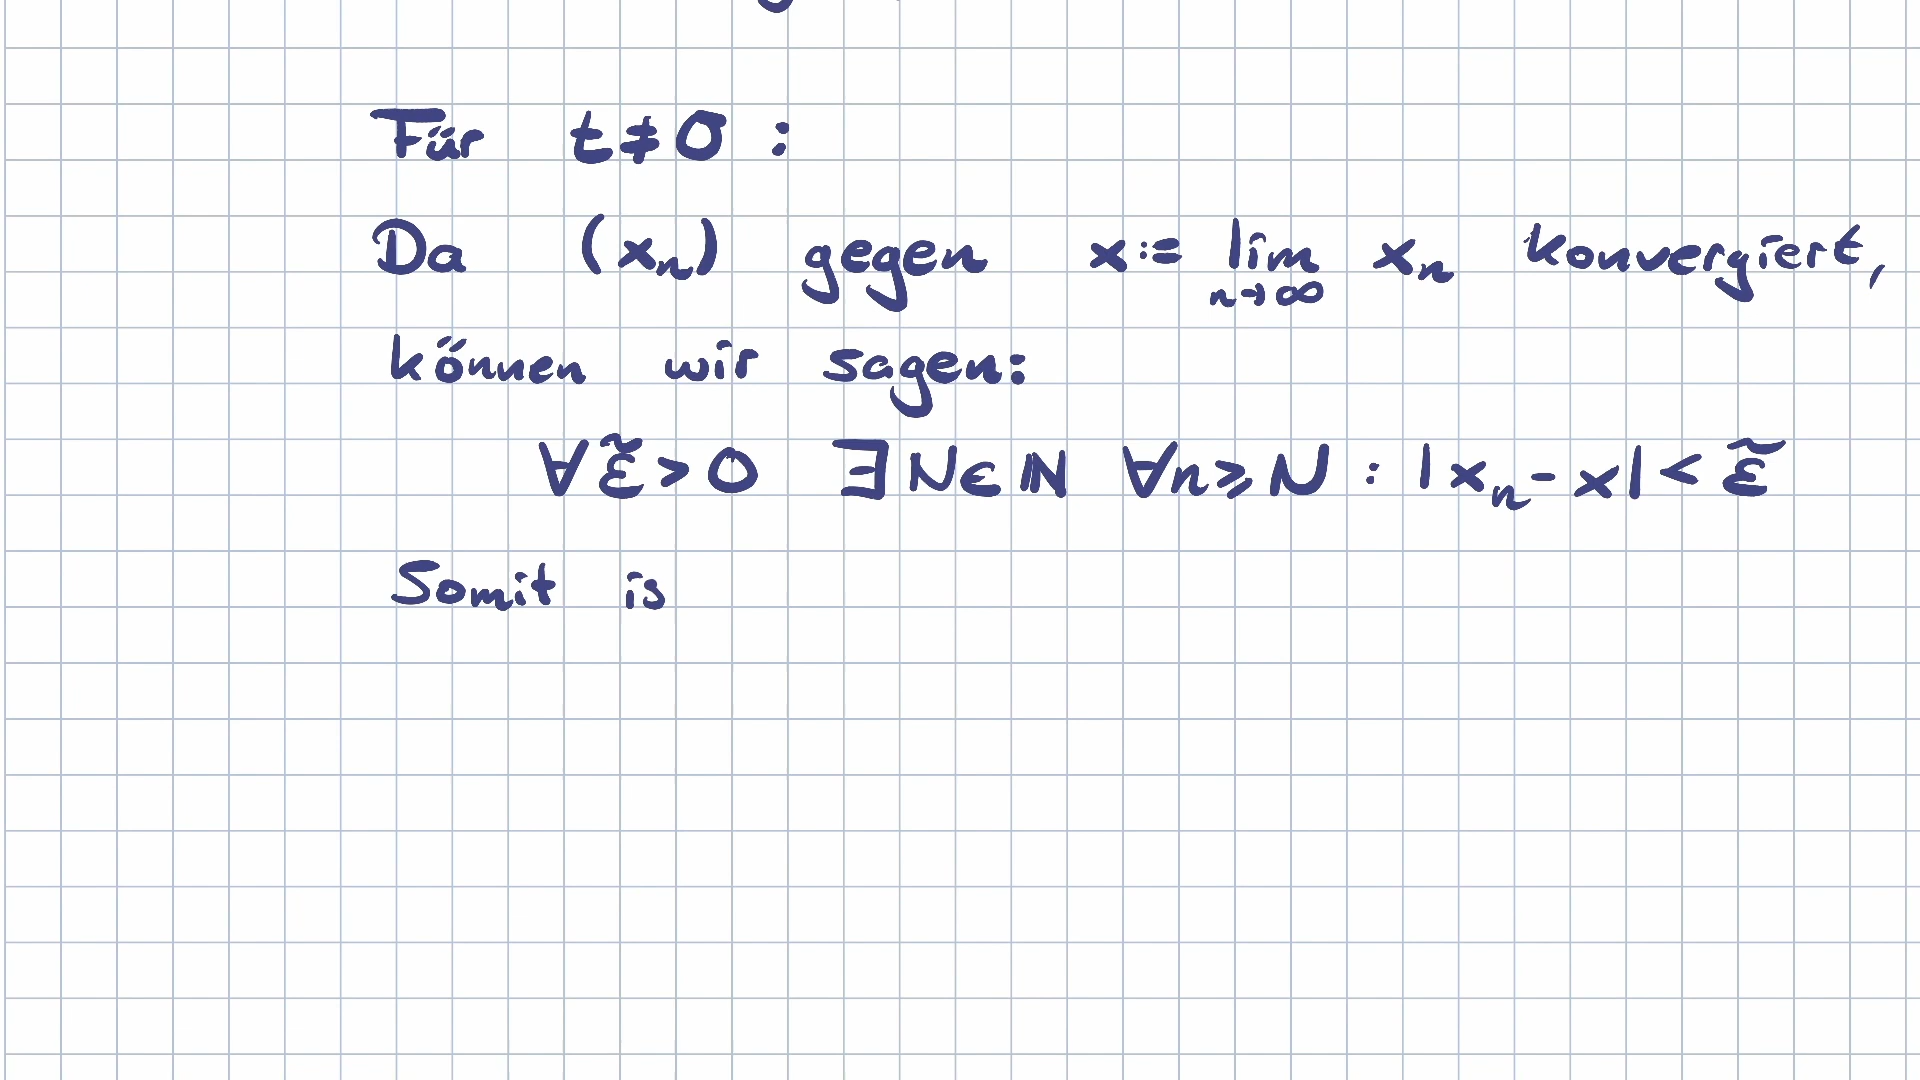 Für t ≠ 0 :
Da (xₙ) gegen x := lim xₙ konvergiert,
n→∞
können wir sagen:
∀ ε̃ > 0 ∃ N ∈ ℕ ∀n ⩾ N : |xₙ - x| < ε̃
Somit is